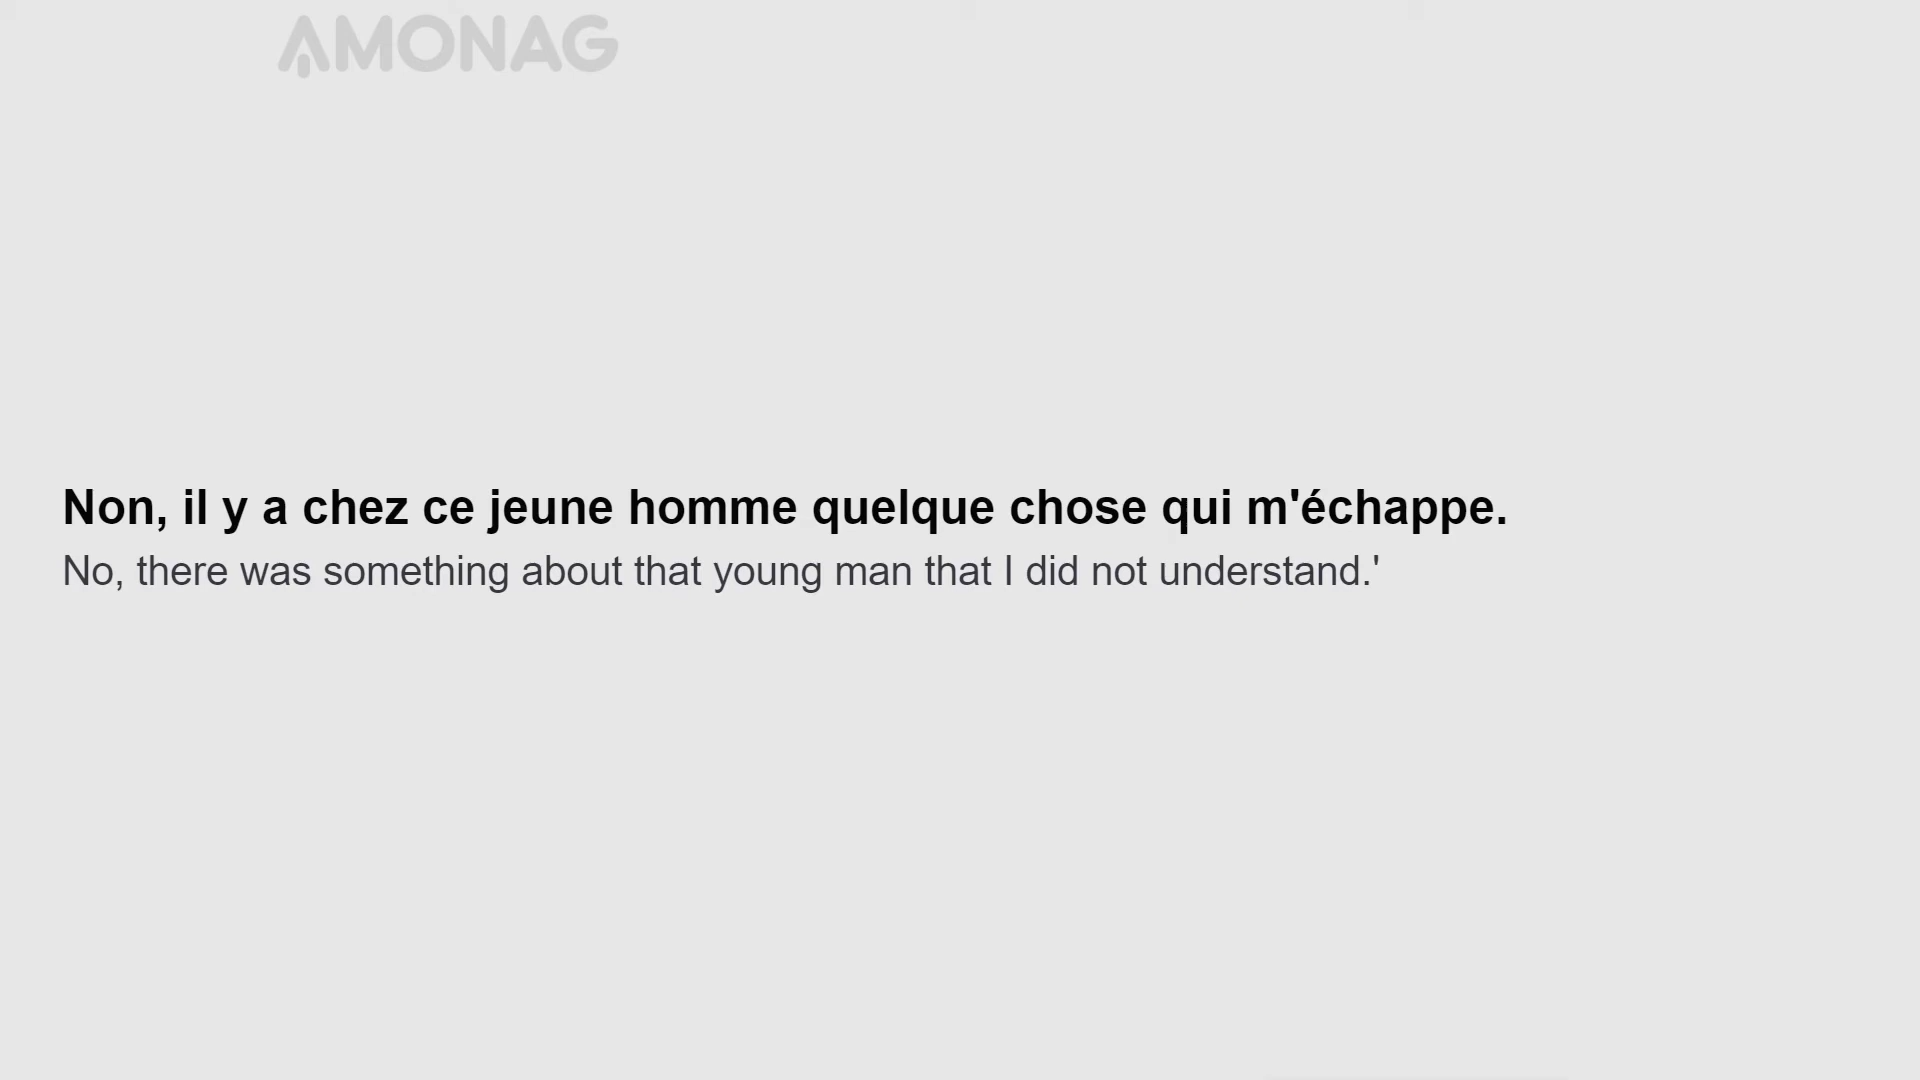 AMONAG
Non, il y a chez ce jeune homme quelque chose qui m'échappe.
No, there was something about that young man that I did not understand.'